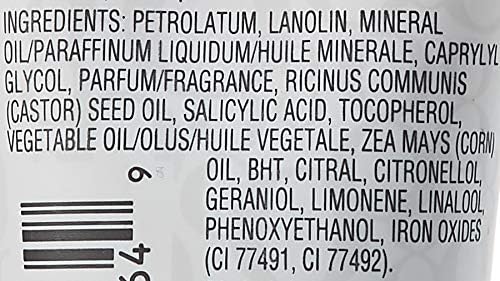 INGREDIENTS: PETROLATUM, LANOLIN, MINERAL
OIL/PARAFFINUM LIQUIDUM/HUILE MINERALE, CAPRYLYL
GLYCOL, PARFUM/FRAGRANCE, RICINUS COMMUNIS
(CASTOR) SEED OIL, SALICYLIC ACID, TOCOPHEROL,
VEGETABLE OIL/OLUS/HUILE VEGETALE, ZEA MAYS (CORN)
OIL, BHT, CITRAL, CITRONELLOL,
GERANIOL, LIMONENE, LINALOOL,
PHENOXYETHANOL, IRON OXIDES
(CI 77491, CI 77492).
6